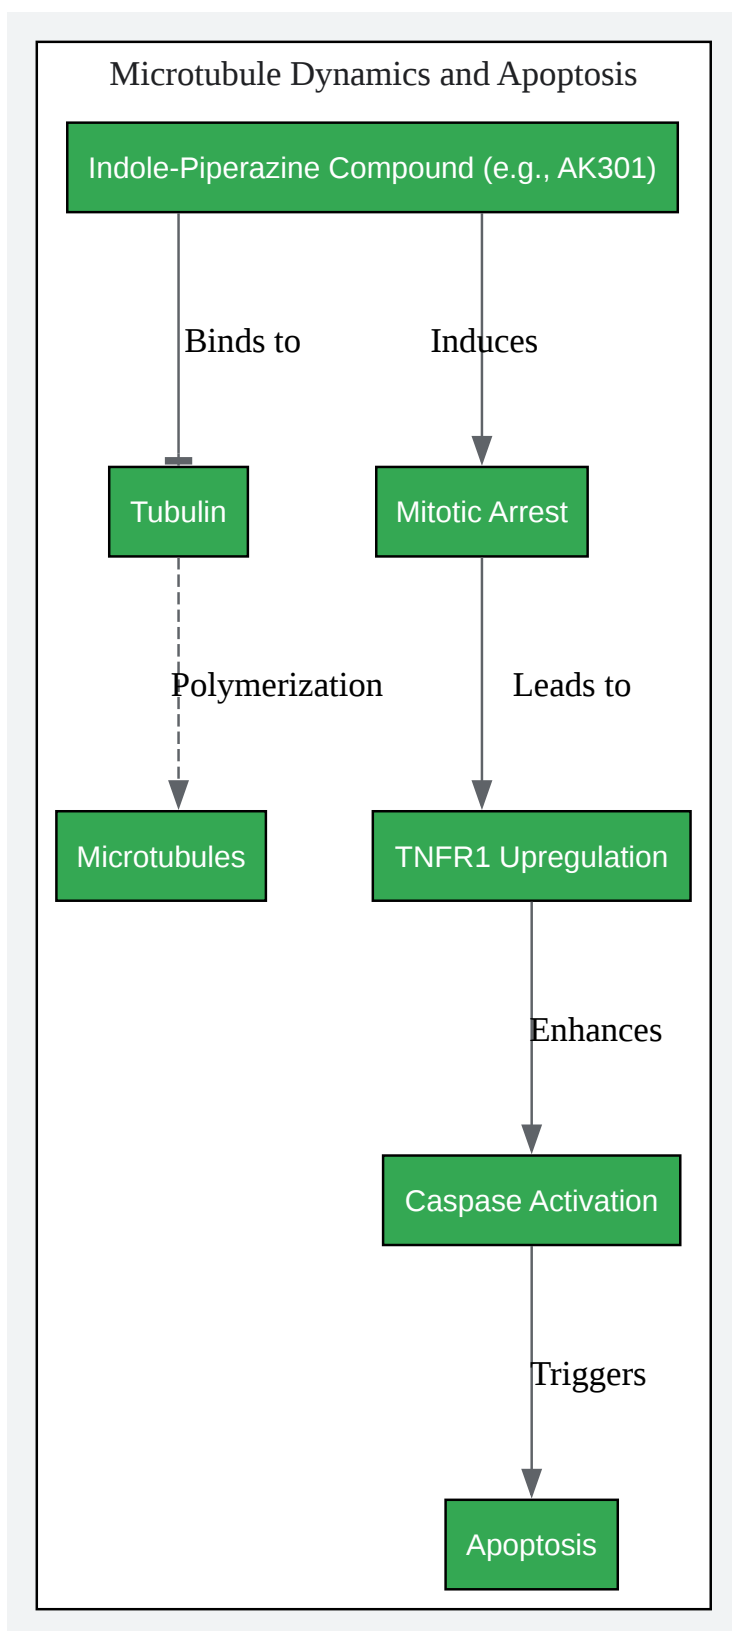 Microtubule Dynamics and Apoptosis
Indole-Piperazine Compound (e.g., AK301)
Binds to
Induces
Tubulin
Mitotic Arrest
Polymerization
Leads to
Microtubules
TNFR1 Upregulation
Enhances
Caspase Activation
Triggers
Apoptosis